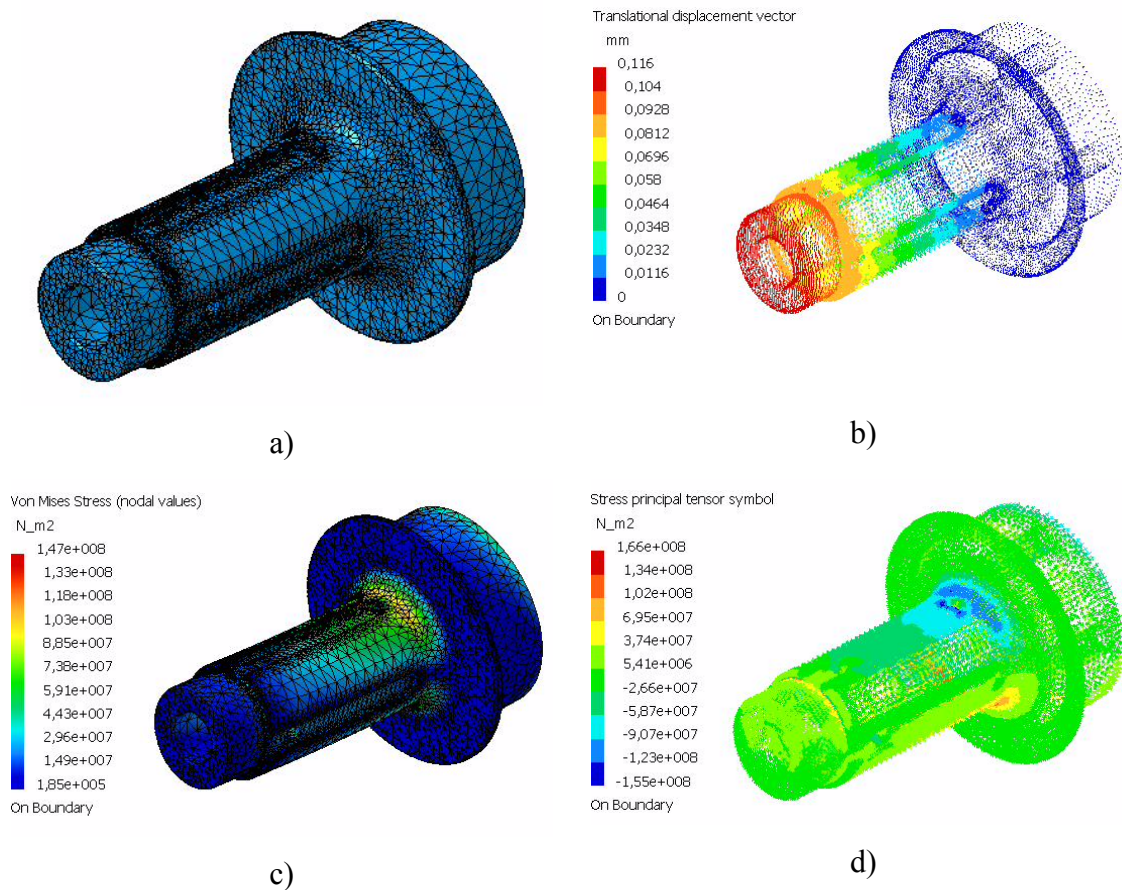 Translational displacement vector
mm
0,116
0,104
0,0928
0,0812
0,0696
0,058
0,0464
0,0348
0,0232
0,0116
0
On Boundary
a)
b)
Von Mises Stress (nodal values)
N_m2
1,47e+008
1,33e+008
1,18e+008
1,03e+008
8,85e+007
7,38e+007
5,91e+007
4,43e+007
2,96e+007
1,49e+007
1,85e+005
On Boundary
Stress principal tensor symbol
N_m2
1,66e+008
1,34e+008
1,02e+008
6,95e+007
3,74e+007
5,41e+006
-2,66e+007
-5,87e+007
-9,07e+007
-1,23e+008
-1,55e+008
On Boundary
c)
d)